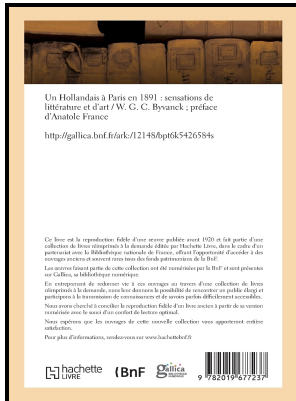 Un Hollandais à Paris en 1891 : sensations de
littérature et d'art / W. G. C. Byvanck ; préface
d'Anatole France
http://gallica.bnf.fr/ark:/12148/bpt6k5426584s
Ce livre est la reproduction fidèle d'une œuvre publiée avant 1920 et fait partie d'une
collection de livres réimprimés à la demande éditée par Hachette Livre, dans le cadre d'un
partenariat avec la Bibliothèque nationale de France, offrant l'opportunité d'accéder à des
ouvrages anciens et souvent rares issus des fonds patrimoniaux de la BnF.
Les œuvres faisant partie de cette collection ont été numérisées par la BnF et sont présentes
sur Gallica, sa bibliothèque numérique.
En entreprenant de redonner vie à ces ouvrages au travers d'une collection de livres
réimprimés à la demande, nous leur donnons la possibilité de rencontrer un public élargi et
participons à la transmission de connaissances et de savoirs parfois difficilement accessibles.
Nous avons cherché à concilier la reproduction fidèle d'un livre ancien à partir de sa version
numérisée avec le souci d'un confort de lecture optimal.
Nous espérons que les ouvrages de cette nouvelle collection vous apporteront entière
satisfaction.
Pour plus d'informations, rendez-vous sur www.hachettebnf.fr
hachette
LIVRE
{BnF
gallica
9 782019 677237